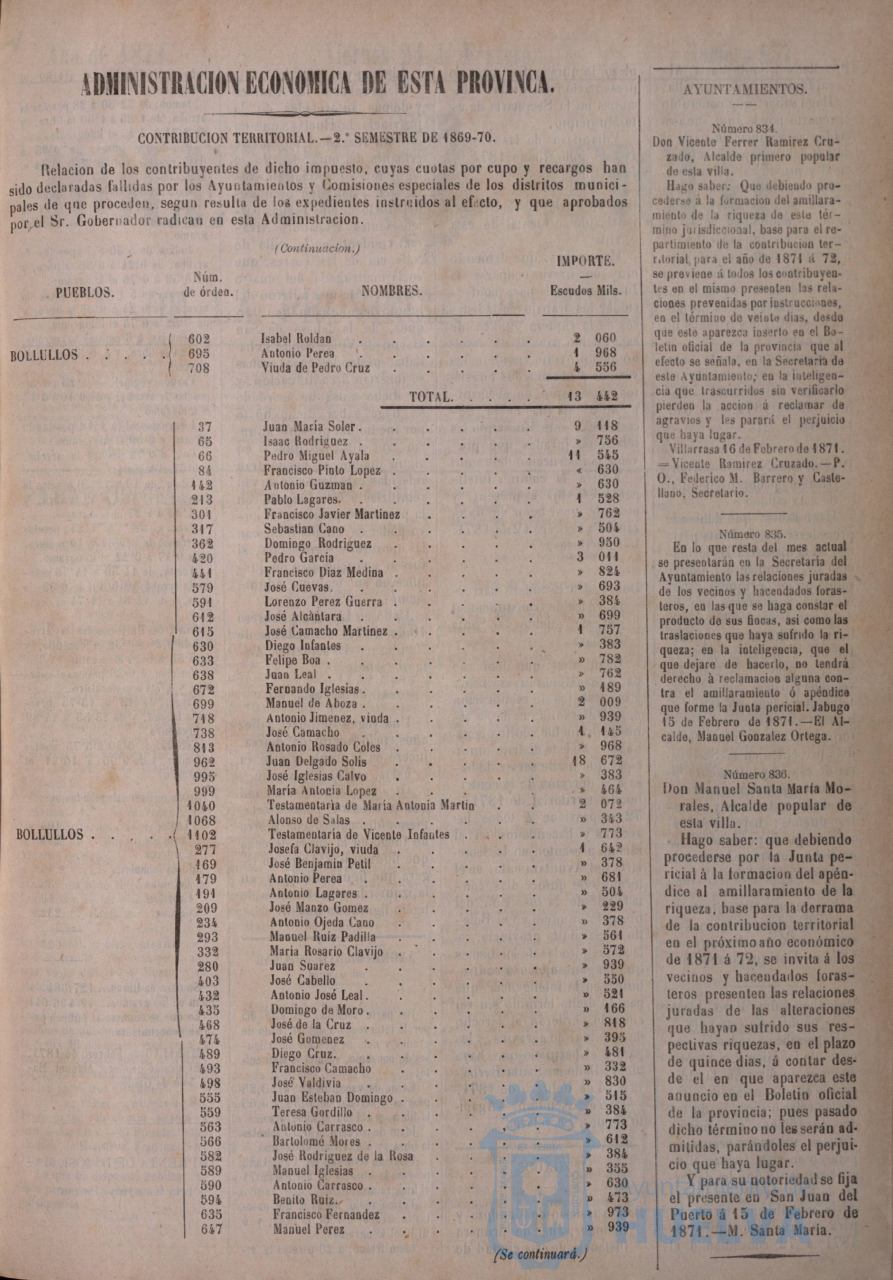 ADMINISTRACION ECONOMICA DE ESTA PROVINCA.
CONTRIBUCION TERRITORIAL.—2.º SEMESTRE DE 1869-70.
Relacion de los contribuyentes de dicho impuesto, cuyas cuotas por cupo y recargos han
sido declaradas fallidas por los Ayuntamientos y Comisiones especiales de los distritos munici-
pales de que proceden, segun resulta de los expedientes instruidos al efecto, y que aprobados
por el Sr. Gobernador radican en esta Administracion.
(Continuacion.)
PUEBLOS. Núm. de órden. NOMBRES. IMPORTE. — Escudos Mils.
602 Isabel Roldan . . . . . . 2 060
BOLLULLOS . . . . . 695 Antonio Perea . . . . . . 1 968
708 Viuda de Pedro Cruz . . . . . 4 556
TOTAL. . . . . 13 442
37 Juan María Soler. . . . . . 9 118
65 Isaac Rodriguez . . . . . . » 756
66 Pedro Miguel Ayala . . . . . 11 545
84 Francisco Pinto Lopez . . . . . « 630
142 Antonio Guzman . . . . . . » 630
213 Pablo Lagares. . . . . . . 1 528
301 Francisco Javier Martinez . . . . » 762
317 Sebastian Cano . . . . . . » 504
362 Domingo Rodriguez . . . . . » 950
420 Pedro García . . . . . . 3 011
441 Francisco Diaz Medina . . . . . » 824
579 José Cuevas. . . . . . . » 693
591 Lorenzo Perez Guerra . . . . . » 384
612 José Alcántara . . . . . . » 699
615 José Camacho Martinez . . . . . 1 757
630 Diego Infantes . . . . . . » 383
633 Felipe Boa . . . . . . . » 782
638 Juan Leal . . . . . . . » 762
672 Fernando Iglesias . . . . . . » 189
699 Manuel de Aboza . . . . . . 2 009
718 Antonio Jimenez, viuda . . . . . » 939
738 José Camacho . . . . . . 1 145
813 Antonio Rosado Coles . . . . . » 968
962 Juan Delgado Solis . . . . . 18 672
995 José Iglesias Calvo . . . . . » 383
999 María Antonia Lopez . . . . . » 464
1040 Testamentaría de María Antonia Martin . . 2 072
1068 Alonso de Salas . . . . . . » 343
BOLLULLOS . . . . . 1102 Testamentaria de Vicente Infantes . . . » 773
277 Josefa Clavijo, viuda . . . . . 1 642
169 José Benjamin Petil . . . . . » 378
179 Antonio Perea . . . . . . » 681
191 Antonio Lagares . . . . . . » 504
209 José Manzo Gomez . . . . . » 229
234 Antonio Ojeda Cano . . . . . » 378
293 Manuel Ruiz Padilla . . . . . » 561
332 María Rosario Clavijo . . . . . » 572
280 Juan Suarez . . . . . . » 939
403 José Cabello . . . . . . » 550
432 Antonio José Leal . . . . . . » 521
435 Domingo de Moro . . . . . . » 166
468 José de la Cruz . . . . . . » 818
474 José Gomenez . . . . . . » 395
489 Diego Cruz. . . . . . . » 481
493 Francisco Camacho . . . . . » 332
498 José Valdivia . . . . . . » 830
555 Juan Esteban Domingo . . . . . » 515
559 Teresa Gordillo . . . . . . » 384
563 Antonio Carrasco . . . . . . » 773
566 Bartolomé Mores . . . . . . » 612
582 José Rodriguez de la Rosa . . . . » 384
589 Manuel Iglesias . . . . . . » 355
590 Antonio Carrasco . . . . . . » 630
594 Benito Ruiz. . . . . . . » 473
635 Francisco Fernandez . . . . . » 973
647 Manuel Perez . . . . . . » 939
(Se continuará.)
AYUNTAMIENTOS.
Número 834.
Don Vicente Ferrer Ramirez Cru-
zado, Alcalde primero popular
de esta villa.
Hago saber: Que debiendo pro-
cederse á la formacion del amillara-
miento de la riqueza de este tér-
mino jurisdiccional, base para el re-
partimiento de la contribucion ter-
ritorial para el año de 1871 á 72,
se previene á todos los contribuyen-
tes en el mismo presenten las rela-
ciones prevenidas por instrucciones,
en el término de veinte dias, desde
que este aparezca inserto en el Bo-
letin oficial de la provincia que al
efecto se señala, en la Secretaría de
este Ayuntamiento; en la inteligen-
cia que trascurridos sin verificarlo
pierden la accion á reclamar de
agravios y les parará el perjuicio
que haya lugar.
Villarrasa 16 de Febrero de 1871.
=Vicente Ramirez Cruzado.—P.
O., Federico M. Barrero y Caste-
llano, Secretario.
Número 835.
En lo que resta del mes actual
se presentarán en la Secretaría del
Ayuntamiento las relaciones juradas
de los vecinos y hacendados foras-
teros, en las que se haga constar el
producto de sus fincas, asi como las
traslaciones que haya sufrido la ri-
queza; en la inteligencia, que el
que dejare de hacerlo, no tendrá
derecho á reclamacion alguna con-
tra el amillaramiento ó apéndice
que forme la Junta pericial. Jabugo
15 de Febrero de 1871.—El Al-
calde, Manuel Gonzalez Ortega.
Número 836.
Don Manuel Santa María Mo-
rales, Alcalde popular de
esta villa.
Hago saber: que debiendo
procederse por la Junta pe-
ricial á la formacion del apén-
dice al amillaramiento de la
riqueza, base para la derrama
de la contribucion territorial
en el próximo año económico
de 1871 á 72, se invita á los
vecinos y hacendados foras-
teros presenten las relaciones
juradas de las alteraciones
que hayan sufrido sus res-
pectivas riquezas, en el plazo
de quince dias, á contar des-
de el en que aparezca este
anuncio en el Boletin oficial
de la provincia; pues pasado
dicho término no les serán ad-
mitidas, parándoles el perjui-
cio que haya lugar.
Y para su notoriedad se fija
el presente en San Juan del
Puerto á 15 de Febrero de
1871.—M. Santa María.